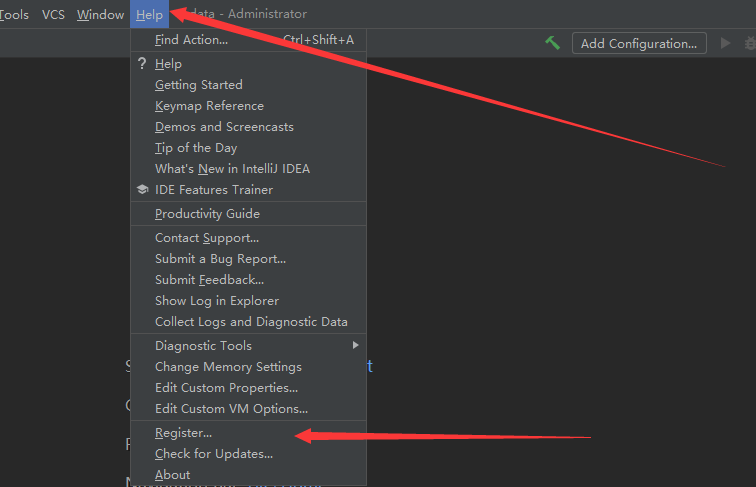 Tools VCS Window Help data - Administrator
Find Action... Ctrl+Shift+A
Add Configuration...
? Help
Getting Started
Keymap Reference
Demos and Screencasts
Tip of the Day
What's New in IntelliJ IDEA
IDE Features Trainer
Productivity Guide
Contact Support...
Submit a Bug Report...
Submit Feedback...
Show Log in Explorer
Collect Logs and Diagnostic Data
Diagnostic Tools
Change Memory Settings
Edit Custom Properties...
Edit Custom VM Options...
Register...
Check for Updates...
About